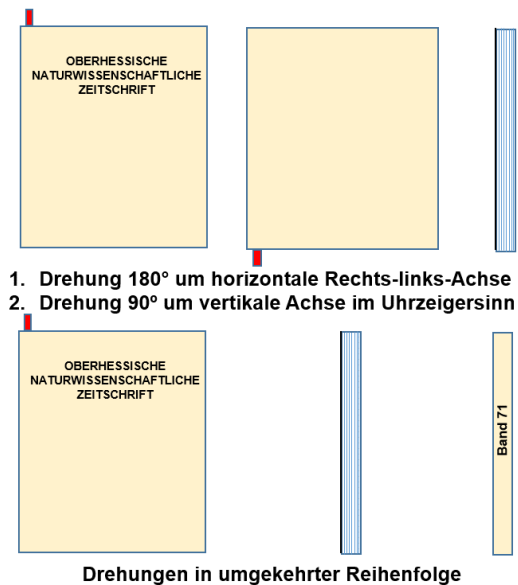 OBERHESSISCHE
NATURWISSENSCHAFTLICHE
ZEITSCHRIFT
1. Drehung 180° um horizontale Rechts-links-Achse
2. Drehung 90º um vertikale Achse im Uhrzeigersinn
OBERHESSISCHE
NATURWISSENSCHAFTLICHE
ZEITSCHRIFT
Band 71
Drehungen in umgekehrter Reihenfolge